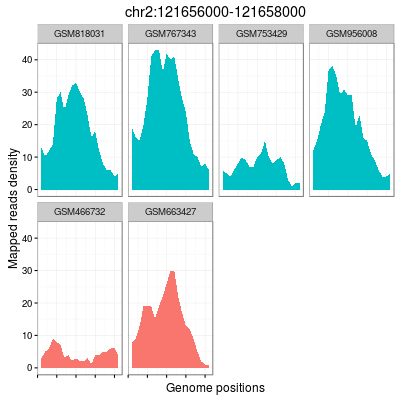 chr2:121656000-121658000
GSM818031 GSM767343 GSM753429 GSM956008
40
30
20
10
0
GSM466732 GSM663427
40
30
20
10
0
Mapped reads density
Genome positions